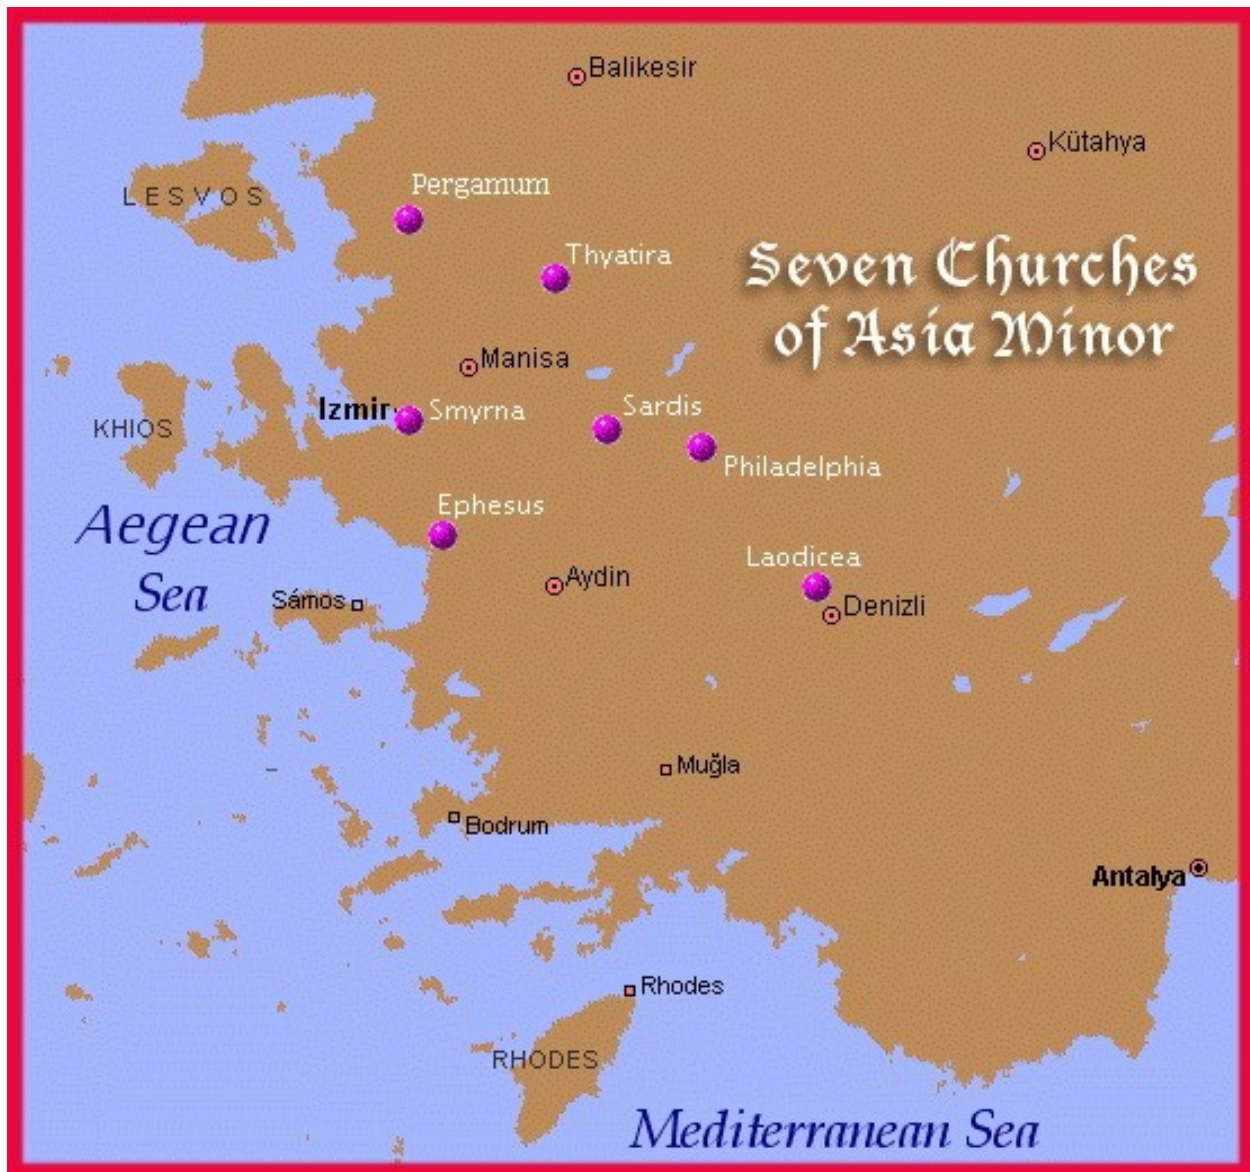 Balikesir
Kütahya
LESVOS
Pergamum
Thyatira
Seven Churches
of Asia Minor
Manisa
Izmir
Smyrna
Sardis
KHIOS
Philadelphia
Aegean
Sea
Ephesus
Laodicea
Aydin
Sámos
Denizli
Muğla
Bodrum
Antalya
Rhodes
RHODES
Mediterranean Sea